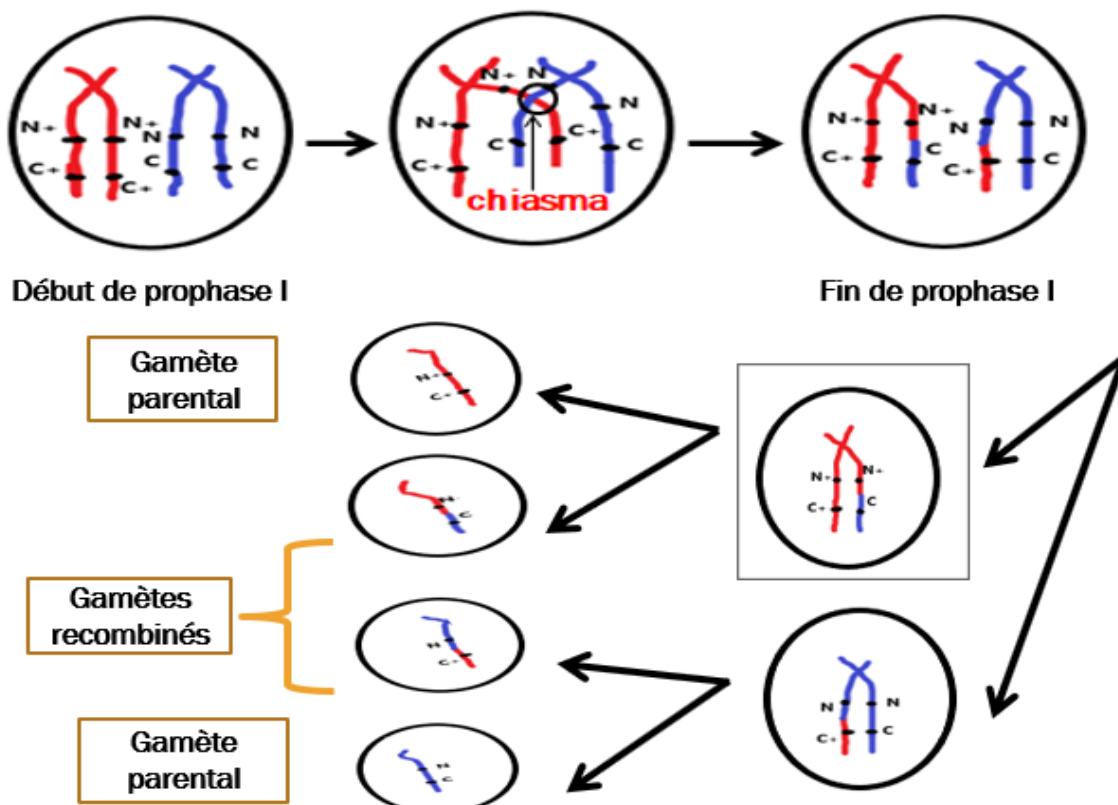 N+ N+ N N
C+ C+ C C
N+ N+ N N
C C+ C
chiasma
N+ N+ N N
C+ C C+ C
Début de prophase I
Fin de prophase I
Gamète
parental
N+
C+
N+ N+
C+ C
C
Gamètes
recombinés
N
C+
N N
C+ C
Gamète
parental
N
C